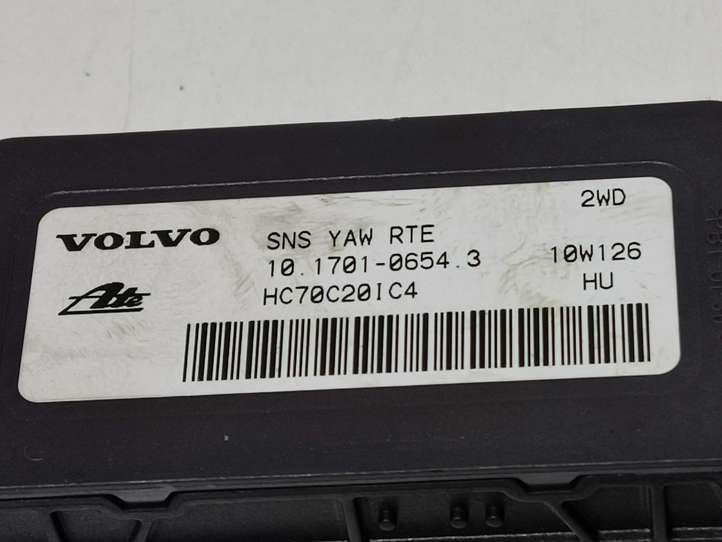 2WD
VOLVO
SNS YAW RTE
10.1701-0654.3
10W126
Ate
HC70C20IC4
HU